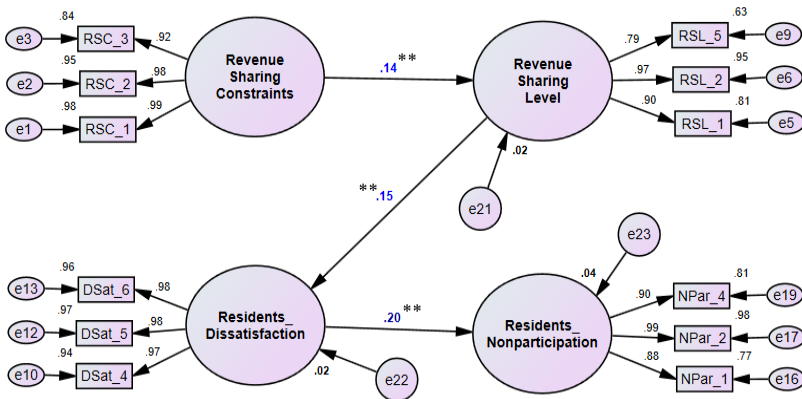 .84
.63
e3
RSC_3
.92
Revenue
Sharing
Constraints
Revenue
Sharing
Level
.79
RSL_5
e9
.95
.95
e2
RSC_2
.98
.14**
.97
RSL_2
e6
.98
.99
.90
.81
e1
RSC_1
RSL_1
e5
.02
**.15
e21
e23
.96
.04
.81
e13
DSat_6
.98
.90
NPar_4
e19
.97
Residents_
Dissatisfaction
.20**
Residents_
Nonparticipation
.98
e12
DSat_5
.98
.99
NPar_2
e17
.94
.97
.88
.77
e10
DSat_4
.02
e22
NPar_1
e16